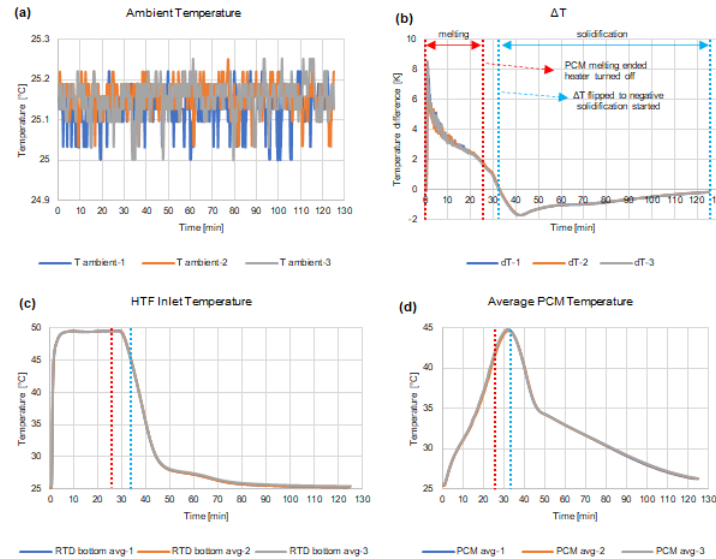 (a)
Ambient Temperature
25.3
25.2
25.1
25
24.9
Temperature [°C]
0 10 20 30 40 50 60 70 80 90 100 110 120 130
Time [min]
T ambient-1 T ambient-2 T ambient-3
(b)
ΔT
10
8
6
4
2
0
-2
Temperature difference [K]
melting
solidification
PCM melting ended
heater turned off
ΔT flipped to negative
solidification started
0 10 20 30 40 50 60 70 80 90 100 110 120 130
Time [min]
dT-1 dT-2 dT-3
(c)
HTF Inlet Temperature
50
45
40
35
30
25
Temperature [°C]
0 10 20 30 40 50 60 70 80 90 100 110 120 130
Time [min]
RTD bottom avg-1 RTD bottom avg-2 RTD bottom avg-3
(d)
Average PCM Temperature
45
40
35
30
25
Temperature [°C]
0 10 20 30 40 50 60 70 80 90 100 110 120 130
Time [min]
PCM avg-1 PCM avg-2 PCM avg-3